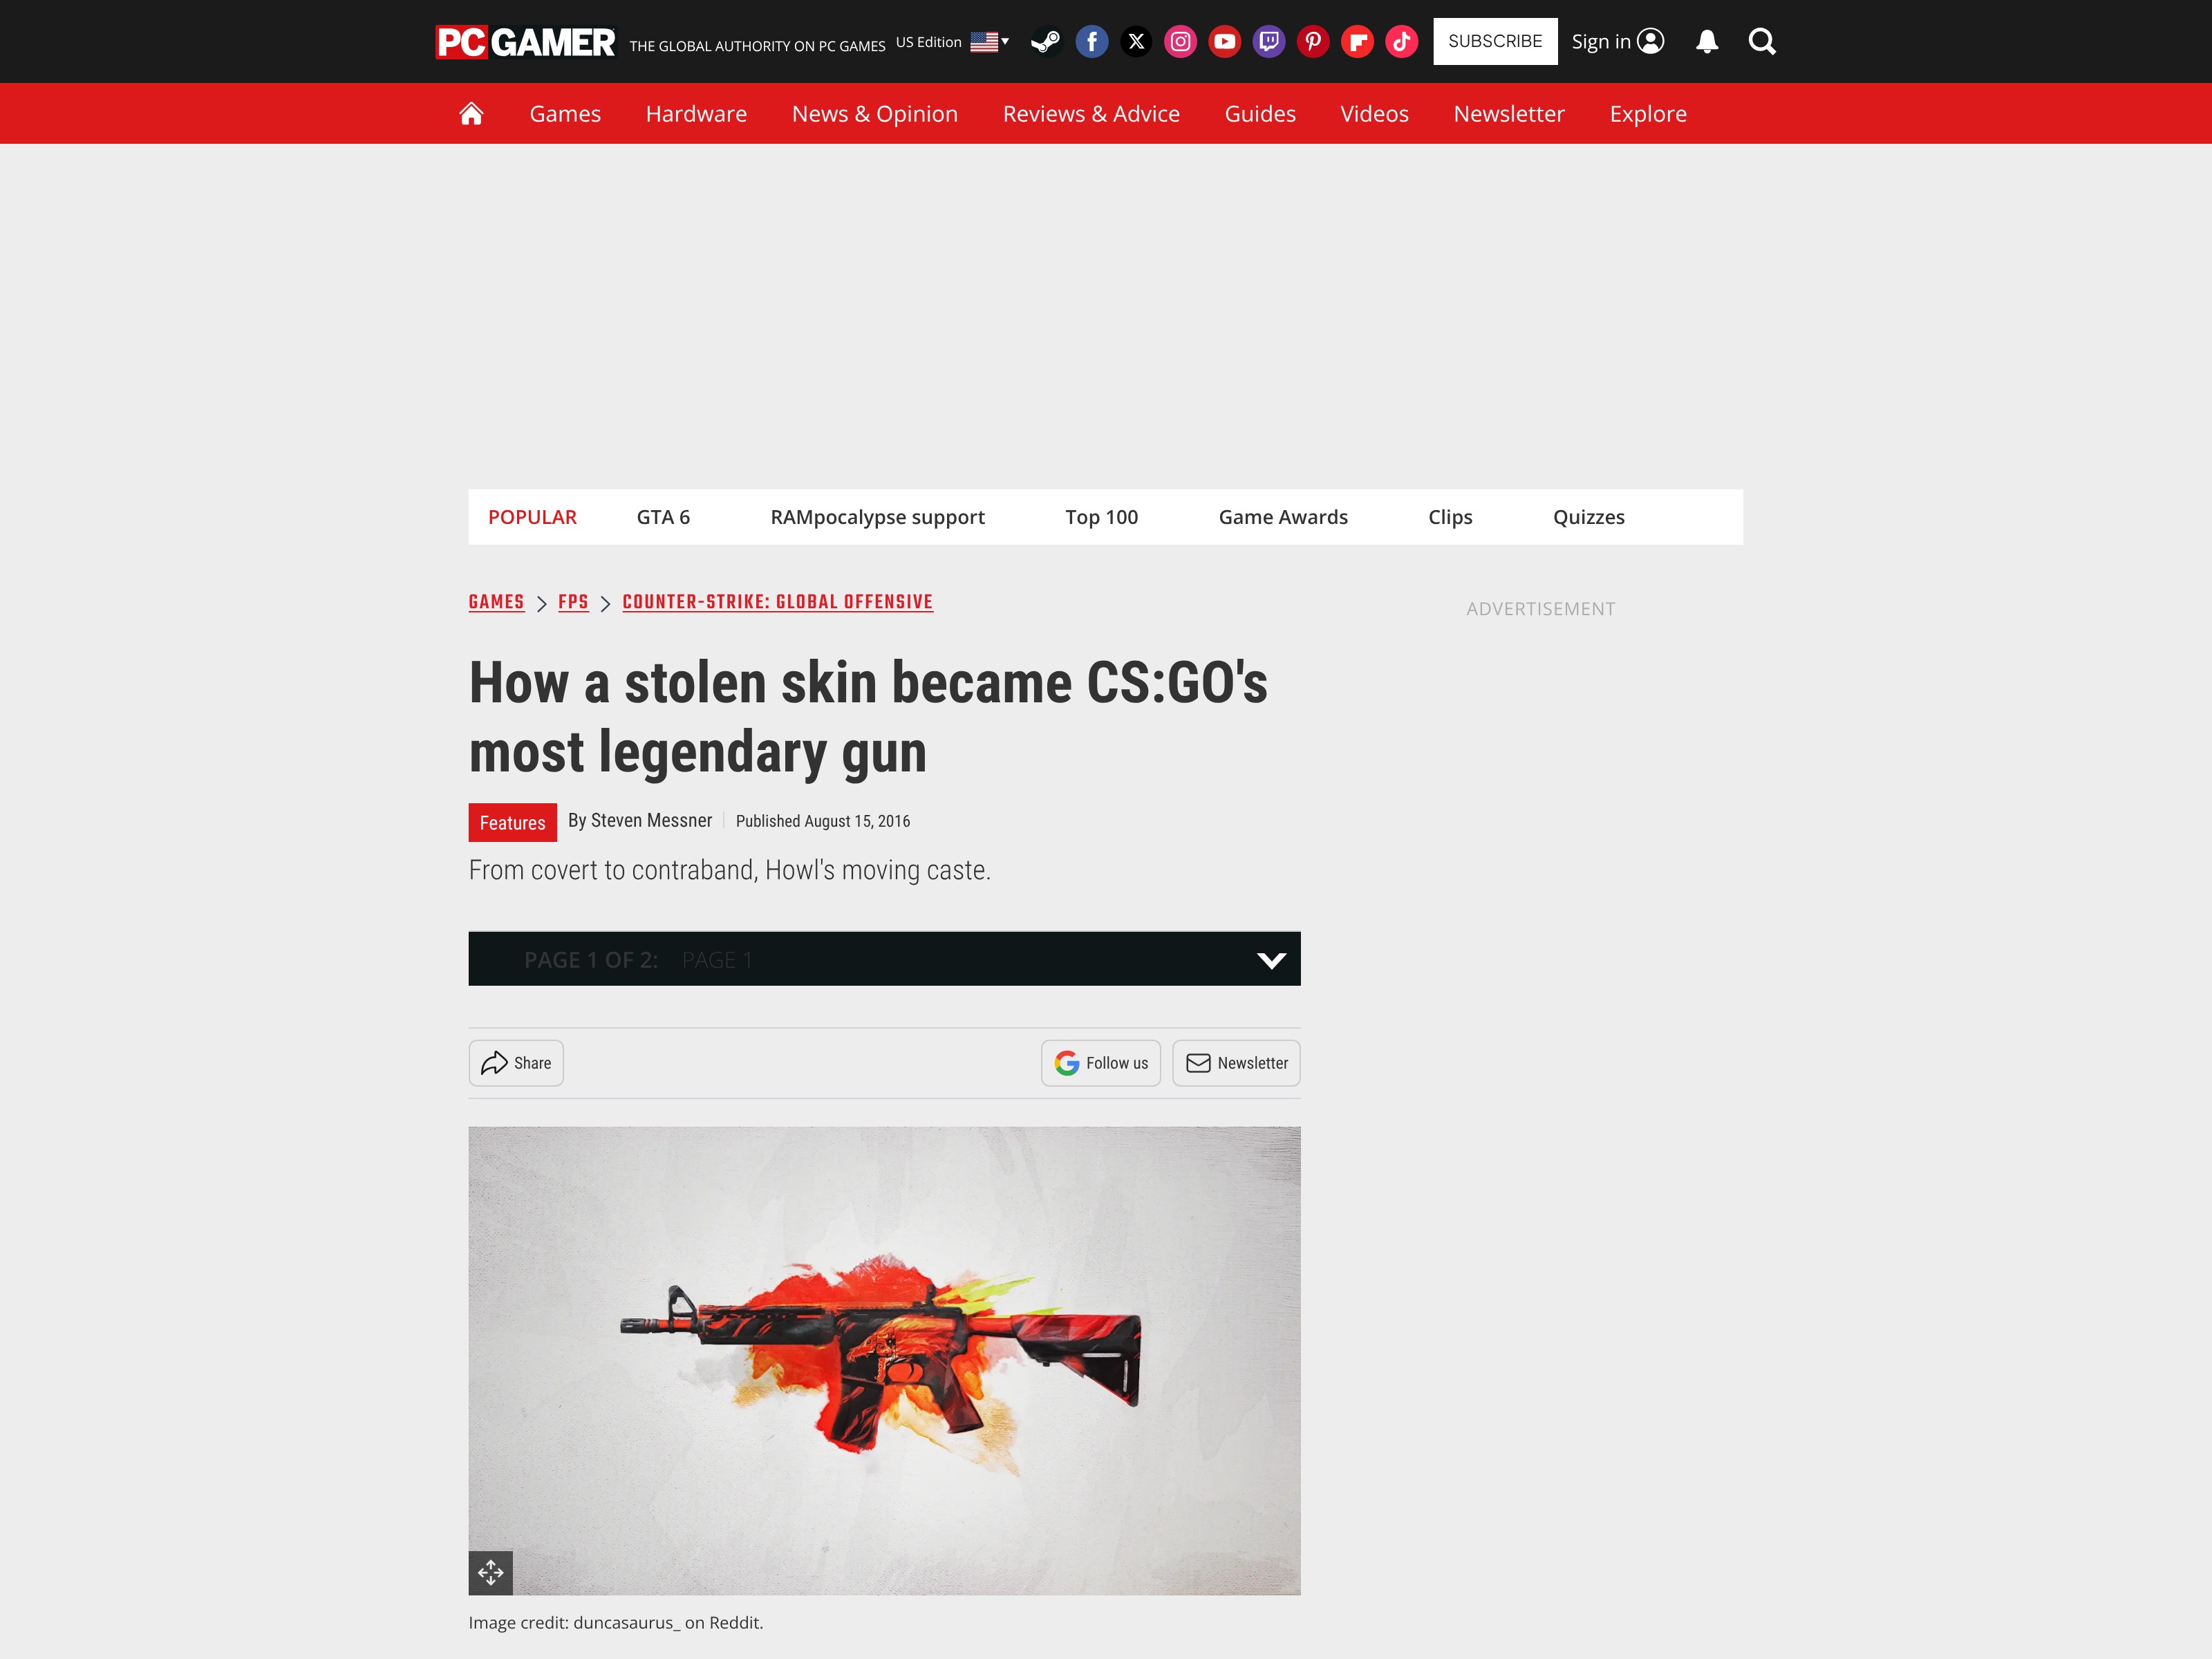 PC GAMER THE GLOBAL AUTHORITY ON PC GAMES US Edition SUBSCRIBE Sign in
Games Hardware News & Opinion Reviews & Advice Guides Videos Newsletter Explore
POPULAR GTA 6 RAMpocalypse support Top 100 Game Awards Clips Quizzes
GAMES > FPS > COUNTER-STRIKE: GLOBAL OFFENSIVE
ADVERTISEMENT
How a stolen skin became CS:GO's
most legendary gun
Features By Steven Messner Published August 15, 2016
From covert to contraband, Howl's moving caste.
PAGE 1 OF 2: PAGE 1
Share Follow us Newsletter
Image credit: duncasaurus_ on Reddit.